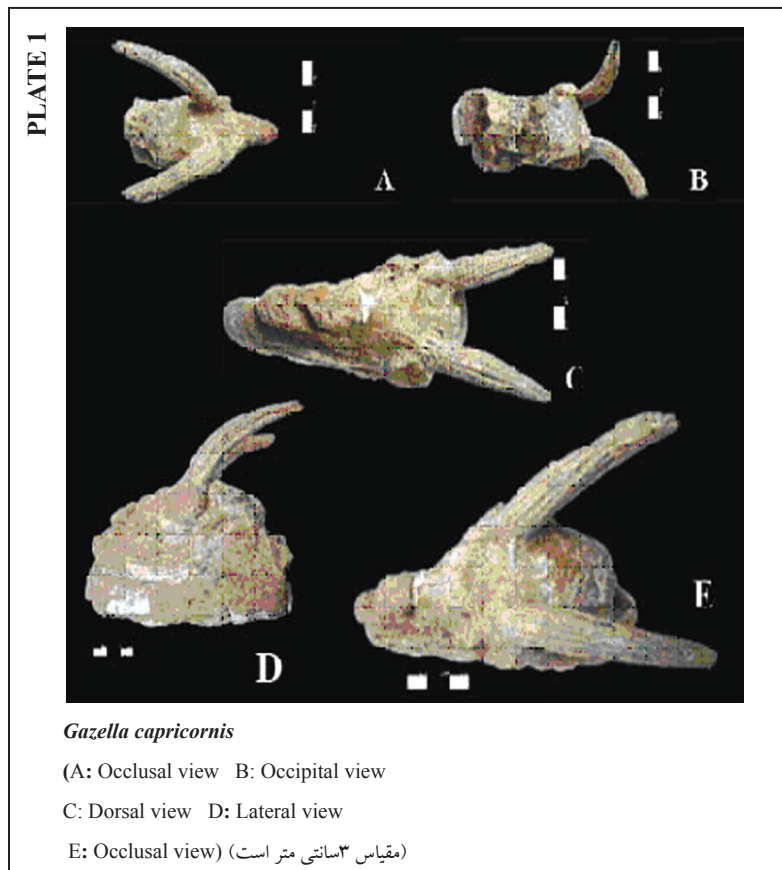 PLATE 1
A
B
C
D
E
Gazella capricornis
(A: Occlusal view B: Occipital view
C: Dorsal view D: Lateral view
E: Occlusal view) (مقیاس ۳سانتی متر است)